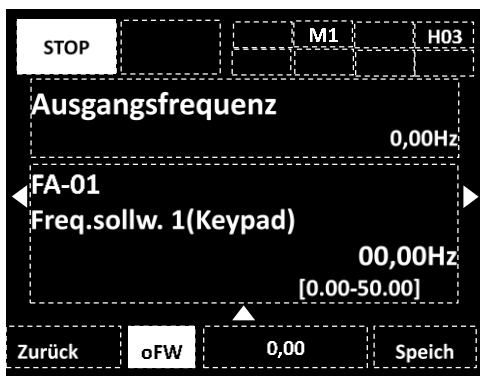 STOP M1 H03
Ausgangsfrequenz
0,00Hz
FA-01
Freq.sollw. 1(Keypad)
00,00Hz
[0.00-50.00]
Zurück oFW 0,00 Speich